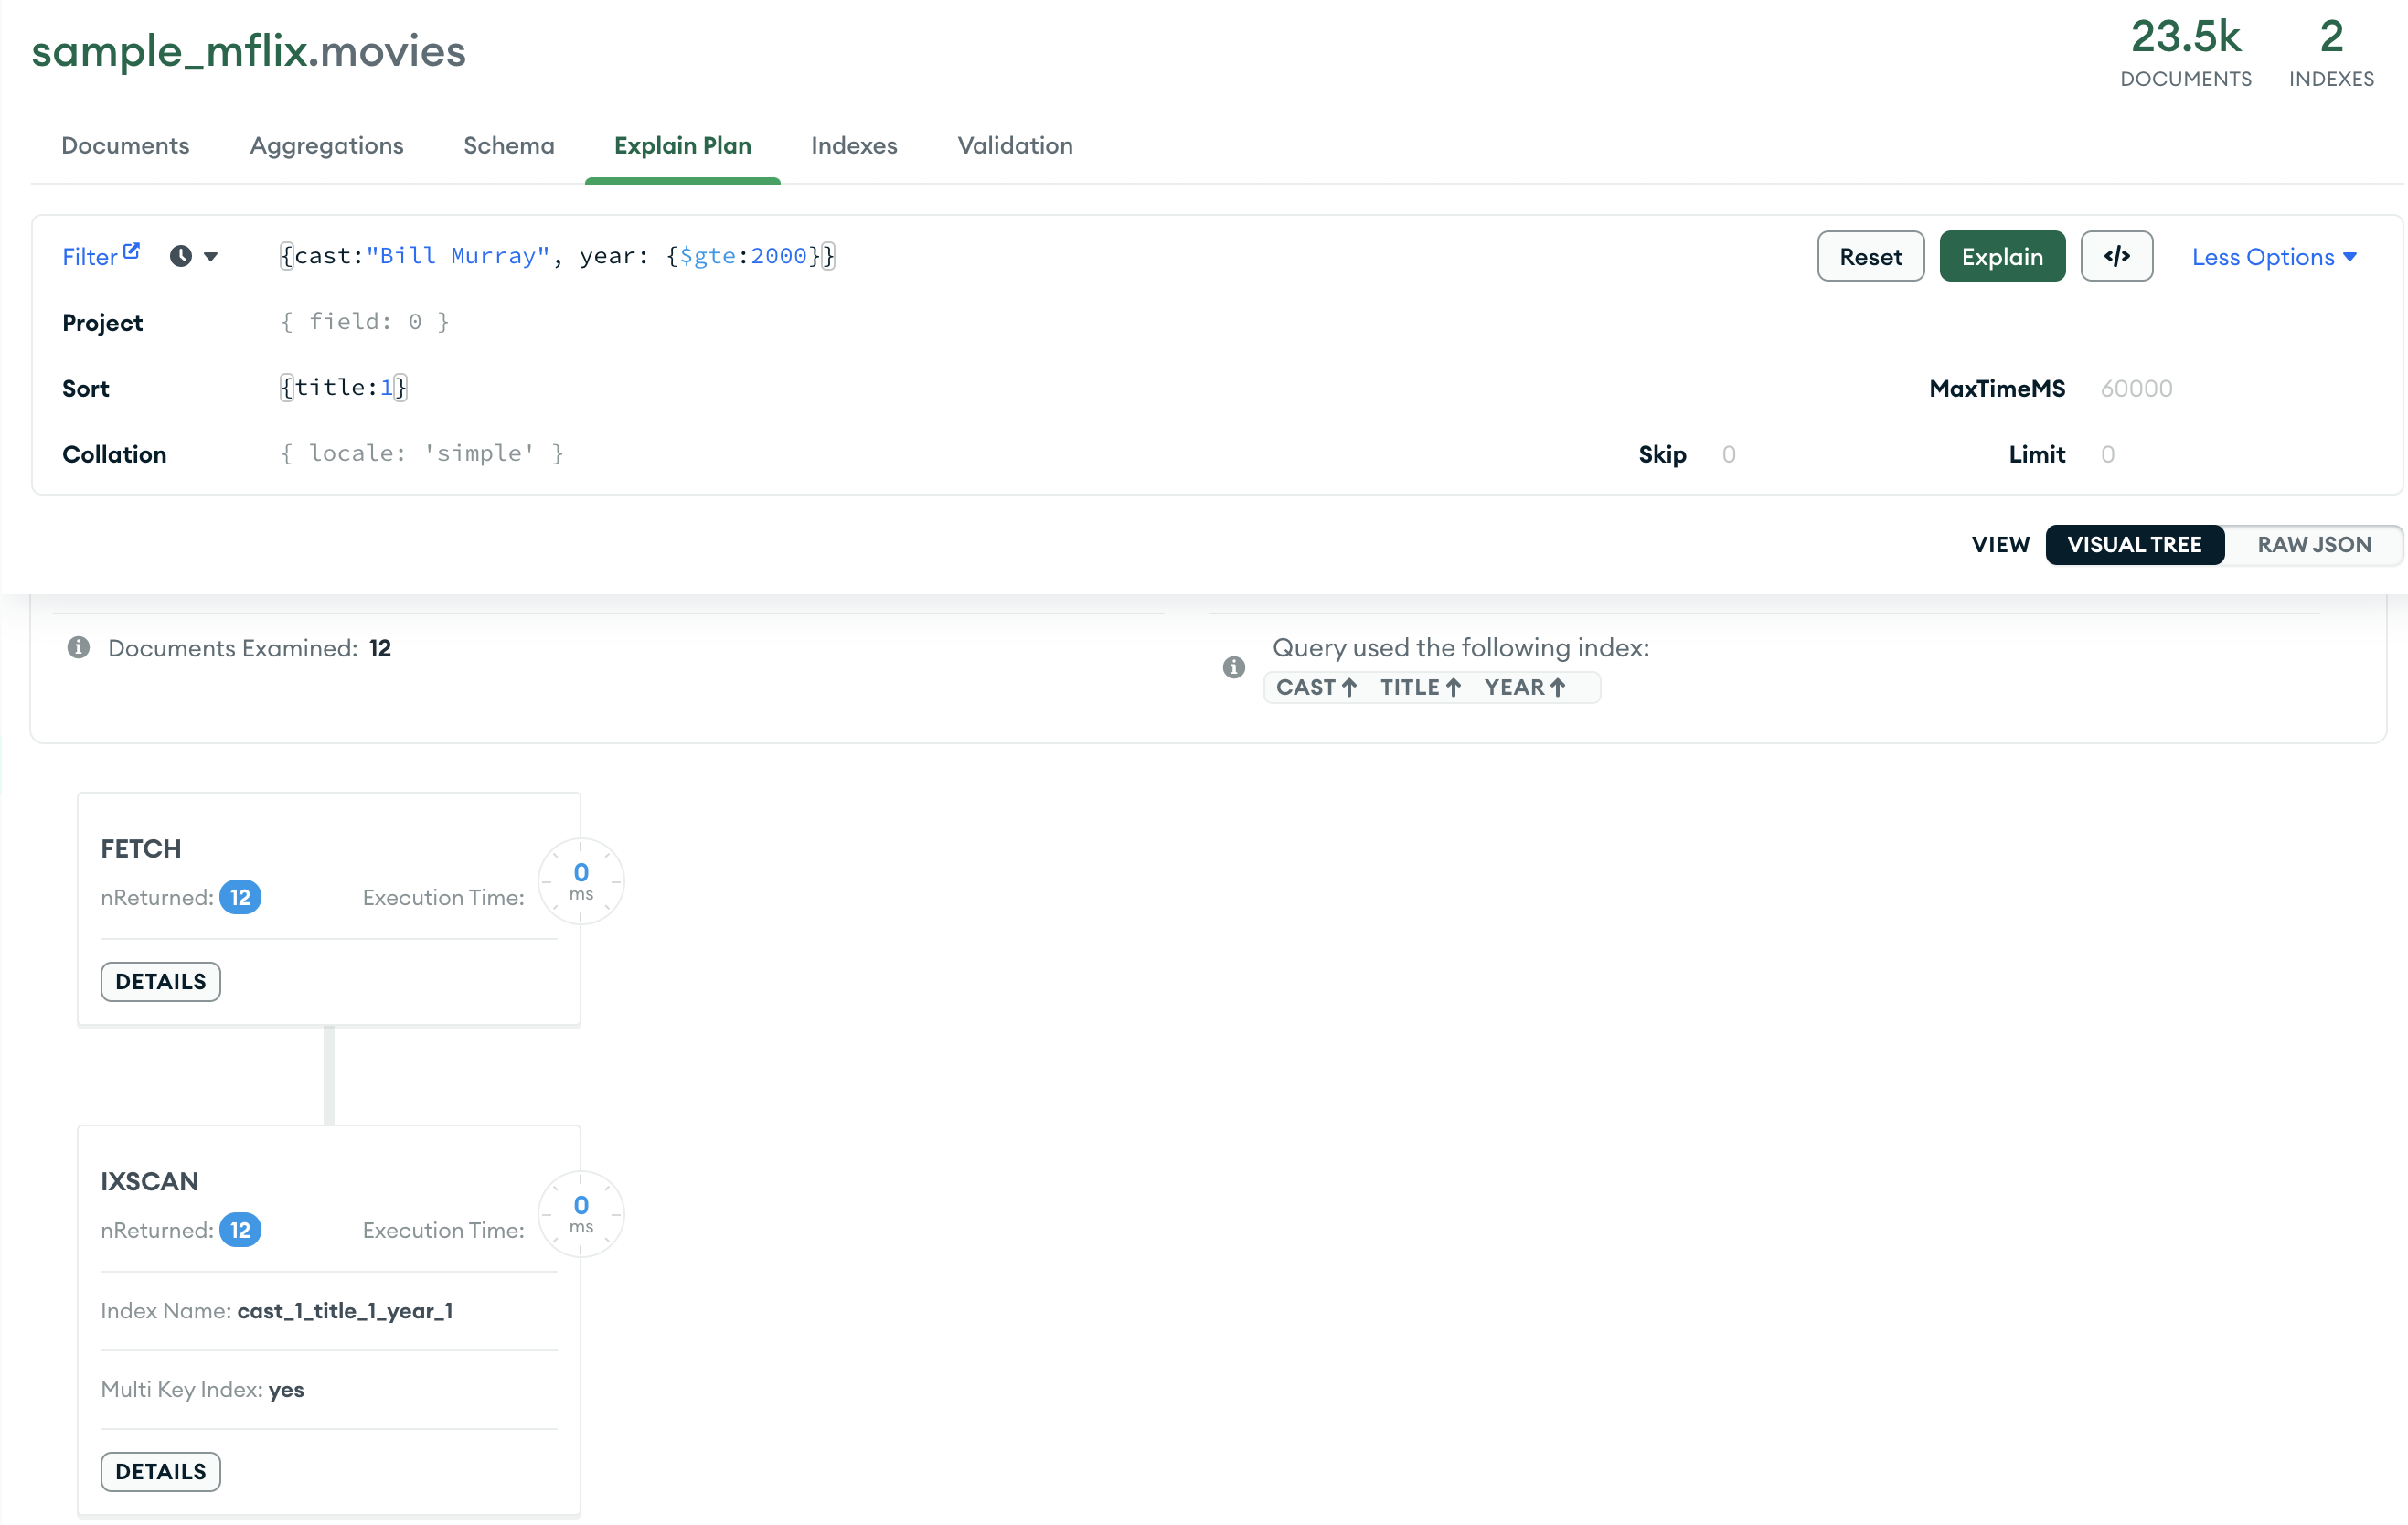 sample_mflix.movies
23.5k
DOCUMENTS
2
INDEXES
Documents
Aggregations
Schema
Explain Plan
Indexes
Validation
Filter
{cast:"Bill Murray", year: {$gte:2000}}
Reset
Explain
</>
Less Options
Project
{ field: 0 }
Sort
{title:1}
MaxTimeMS
60000
Collation
{ locale: 'simple' }
Skip
0
Limit
0
VIEW
VISUAL TREE
RAW JSON
Documents Examined: 12
Query used the following index:
CAST↑ TITLE↑ YEAR↑
FETCH
nReturned: 12
Execution Time:
0
ms
DETAILS
IXSCAN
nReturned: 12
Execution Time:
0
ms
Index Name: cast_1_title_1_year_1
Multi Key Index: yes
DETAILS